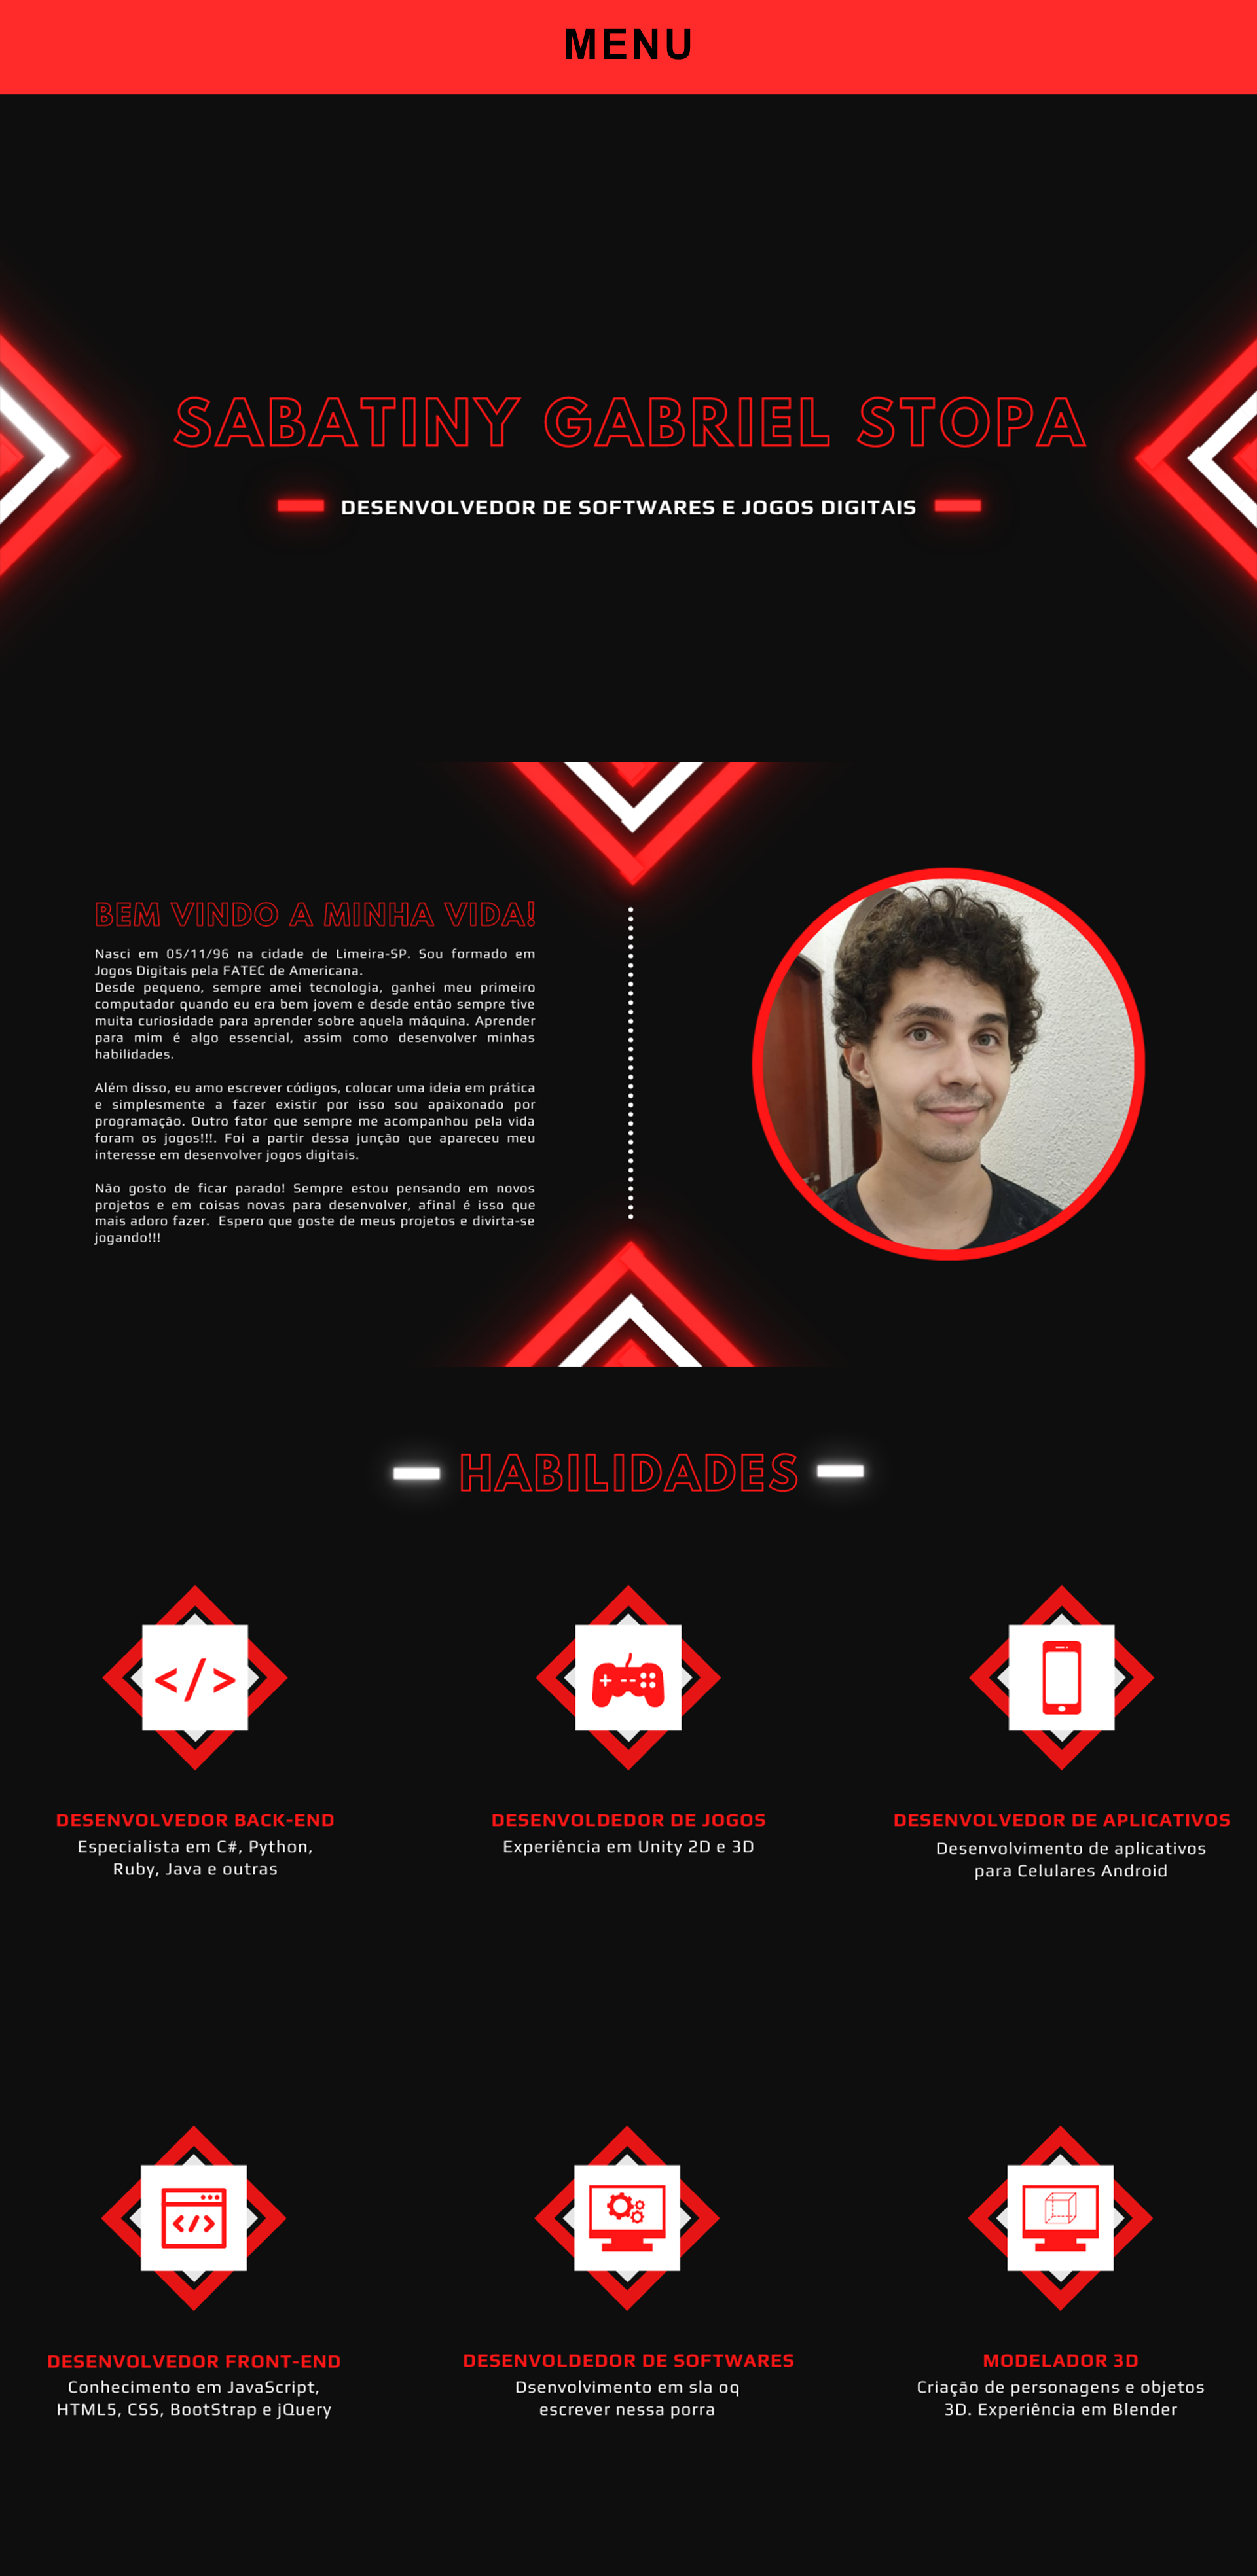 MENU
SABATINY GABRIEL STOPA
DESENVOLVEDOR DE SOFTWARES E JOGOS DIGITAIS
BEM VINDO A MINHA VIDA!
Nasci em 05/11/96 na cidade de Limeira-SP. Sou formado em
Jogos Digitais pela FATEC de Americana.
Desde pequeno, sempre amei tecnologia, ganhei meu primeiro
computador quando eu era bem jovem e desde então sempre tive
muita curiosidade para aprender sobre aquela máquina. Aprender
para mim é algo essencial, assim como desenvolver minhas
habilidades.
Além disso, eu amo escrever códigos, colocar uma ideia em prática
e simplesmente a fazer existir por isso sou apaixonado por
programação. Outro fator que sempre me acompanhou pela vida
foram os jogos!!!. Foi a partir dessa junção que apareceu meu
interesse em desenvolver jogos digitais.
Não gosto de ficar parado! Sempre estou pensando em novos
projetos e em coisas novas para desenvolver, afinal é isso que
mais adoro fazer. Espero que goste de meus projetos e divirta-se
jogando!!!
HABILIDADES
</>
DESENVOLVEDOR BACK-END
Especialista em C#, Python,
Ruby, Java e outras
DESENVOLDEDOR DE JOGOS
Experiência em Unity 2D e 3D
DESENVOLVEDOR DE APLICATIVOS
Desenvolvimento de aplicativos
para Celulares Android
</>
DESENVOLVEDOR FRONT-END
Conhecimento em JavaScript,
HTML5, CSS, BootStrap e jQuery
DESENVOLDEDOR DE SOFTWARES
Dsenvolvimento em sla oq
escrever nessa porra
MODELADOR 3D
Criação de personagens e objetos
3D. Experiência em Blender